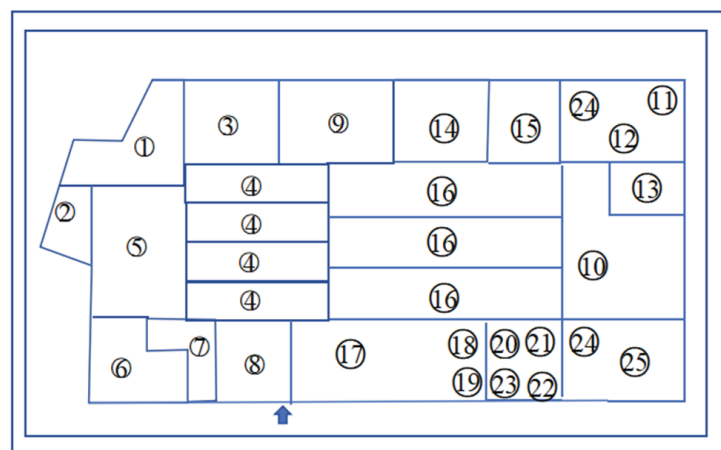 ㉔ ⑪
③ ⑨ ⑭ ⑮ ⑫
①
④ ⑯ ⑬
②
④
⑤ ⑯
④ ⑩
④ ⑯
⑦ ⑱ ⑳ ㉑ ㉔
⑥ ⑧ ⑰ ㉕
⑲ ㉓ ㉒